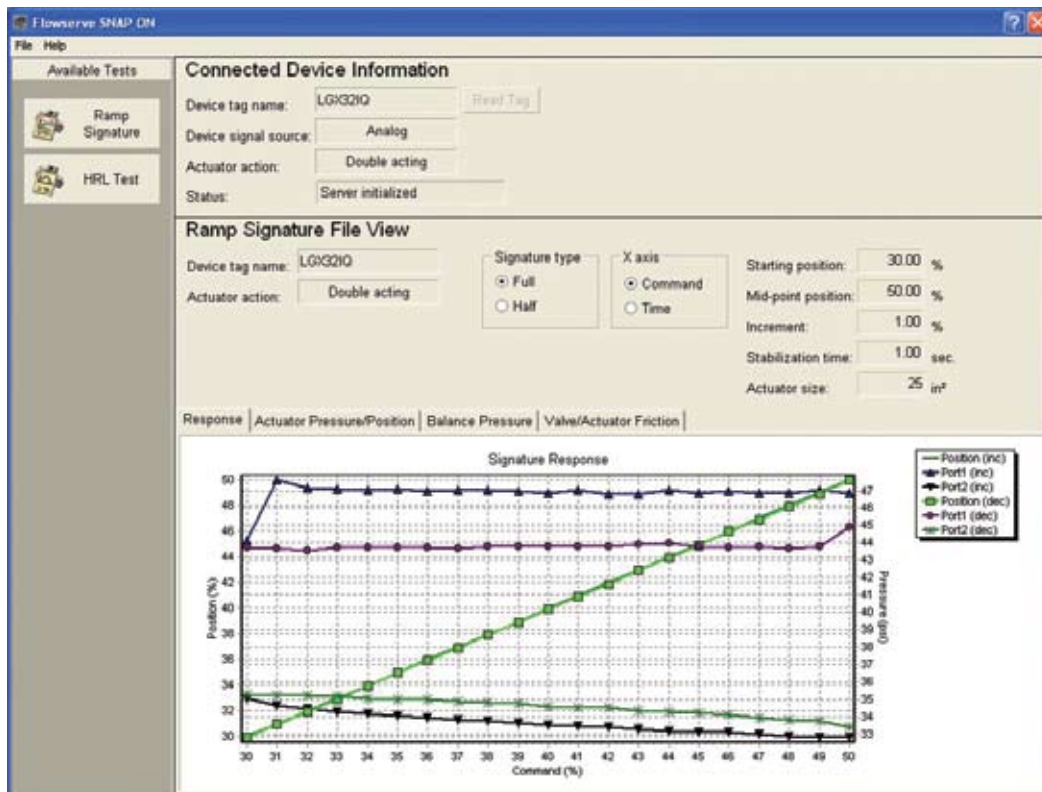 Flowserve SNAP ON
File Help
Available Tests
Ramp Signature
HRL Test
Connected Device Information
Device tag name: LGX32IQ Read Tag
Device signal source: Analog
Actuator action: Double acting
Status: Server initialized
Ramp Signature File View
Device tag name: LGX32IQ
Actuator action: Double acting
Signature type
Full
Half
X axis
Command
Time
Starting position: 30.00 %
Mid-point position: 50.00 %
Increment: 1.00 %
Stabilization time: 1.00 sec.
Actuator size: 25 in²
Response Actuator Pressure/Position Balance Pressure Valve/Actuator Friction
Signature Response
Position (%)
50
48
46
44
42
40
38
36
34
32
30
30 31 32 33 34 35 36 37 38 39 40 41 42 43 44 45 46 47 48 49 50
Command (%)
47
46
45
44
43
42
41
40
39
38
37
36
35
34
33
Pressure (psi)
Position (inc)
Port1 (inc)
Port2 (inc)
Position (dec)
Port1 (dec)
Port2 (dec)